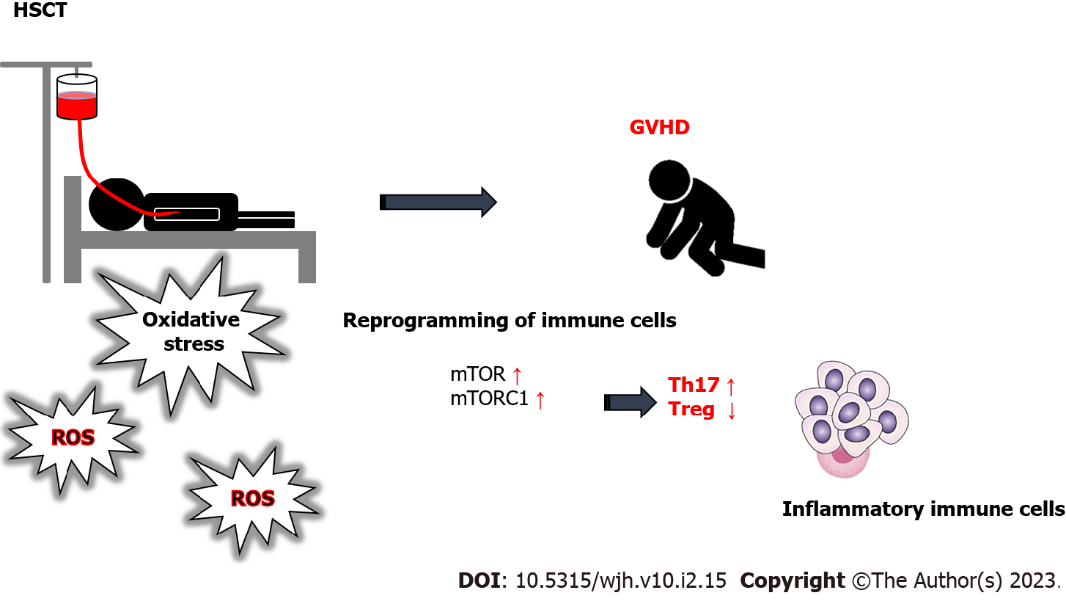 HSCT
GVHD
Oxidative
stress
Reprogramming of immune cells
mTOR ↑
mTORC1 ↑
Th17 ↑
Treg ↓
ROS
ROS
Inflammatory immune cells
DOI: 10.5315/wjh.v10.i2.15 Copyright ©The Author(s) 2023.